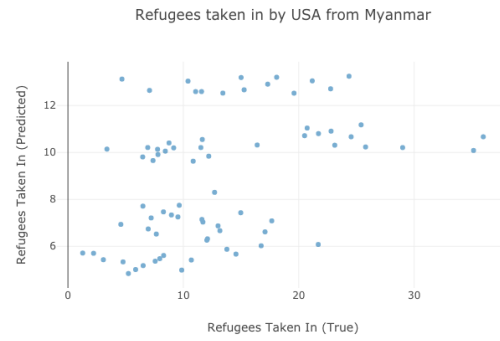 Refugees taken in by USA from Myanmar
Refugees Taken In (Predicted)
12
10
8
6
0
10
20
30
Refugees Taken In (True)